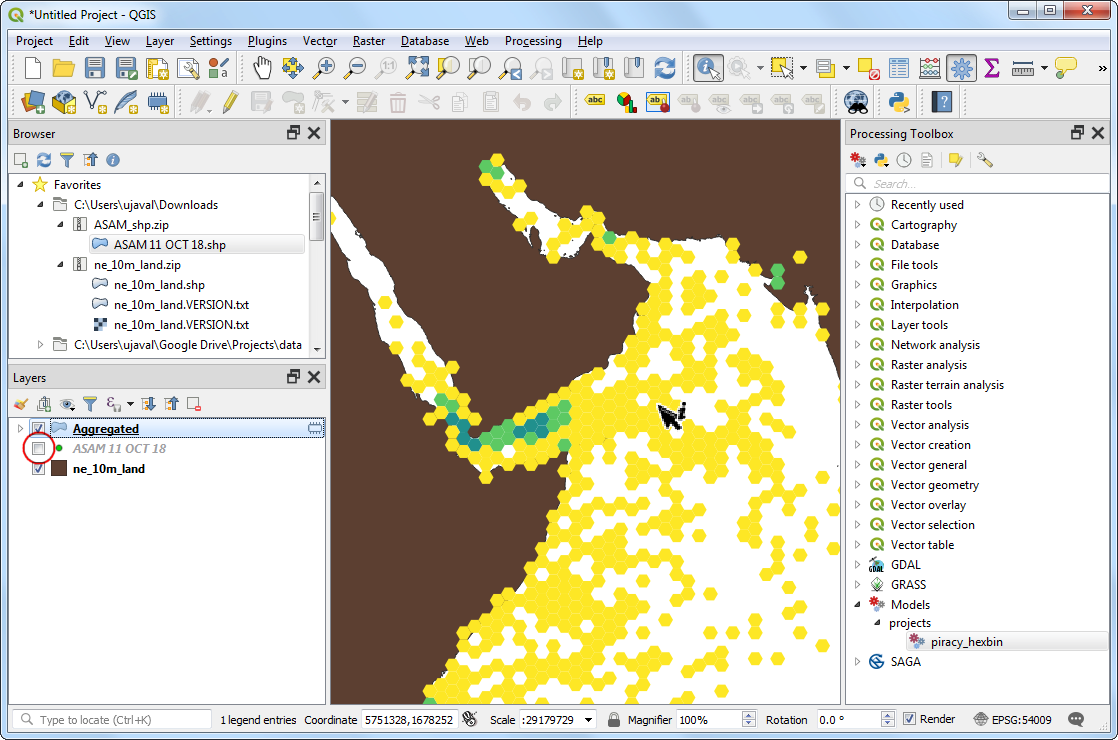 *Untitled Project - QGIS
Project Edit View Layer Settings Plugins Vector Raster Database Web Processing Help
abc
Browser
Favorites
C:\Users\ujaval\Downloads
ASAM_shp.zip
ASAM 11 OCT 18.shp
ne_10m_land.zip
ne_10m_land.shp
ne_10m_land.VERSION.txt
ne_10m_land.VERSION.txt
C:\Users\ujaval\Google Drive\Projects\data
Layers
Aggregated
ASAM 11 OCT 18
ne_10m_land
Processing Toolbox
Search...
Recently used
Cartography
Database
File tools
Graphics
Interpolation
Layer tools
Network analysis
Raster analysis
Raster terrain analysis
Raster tools
Vector analysis
Vector creation
Vector general
Vector geometry
Vector overlay
Vector selection
Vector table
GDAL
GRASS
Models
projects
piracy_hexbin
SAGA
Type to locate (Ctrl+K) 1 legend entries Coordinate 5751328,1678252 Scale :29179729 Magnifier 100% Rotation 0.0 ° Render EPSG:54009